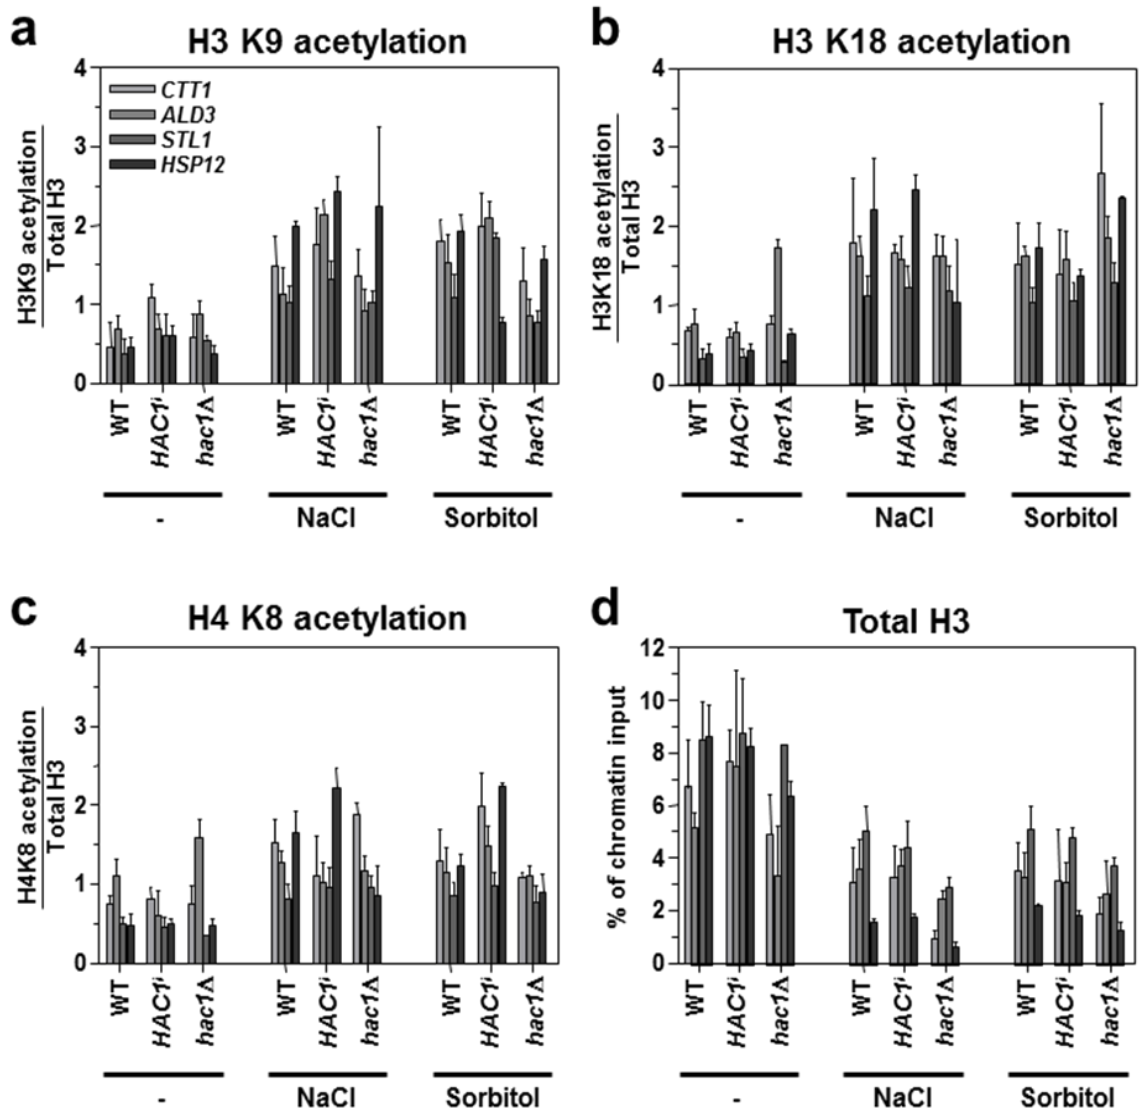 a
H3 K9 acetylation
H3K9 acetylation
Total H3
4
3
2
1
0
CTT1
ALD3
STL1
HSP12
WT
HAC1ⁱ
hac1Δ
WT
HAC1ⁱ
hac1Δ
WT
HAC1ⁱ
hac1Δ
-
NaCl
Sorbitol
b
H3 K18 acetylation
H3K18 acetylation
Total H3
4
3
2
1
0
WT
HAC1ⁱ
hac1Δ
WT
HAC1ⁱ
hac1Δ
WT
HAC1ⁱ
hac1Δ
-
NaCl
Sorbitol
c
H4 K8 acetylation
H4K8 acetylation
Total H3
4
3
2
1
0
WT
HAC1ⁱ
hac1Δ
WT
HAC1ⁱ
hac1Δ
WT
HAC1ⁱ
hac1Δ
-
NaCl
Sorbitol
d
Total H3
% of chromatin input
12
10
8
6
4
2
0
WT
HAC1ⁱ
hac1Δ
WT
HAC1ⁱ
hac1Δ
WT
HAC1ⁱ
hac1Δ
-
NaCl
Sorbitol